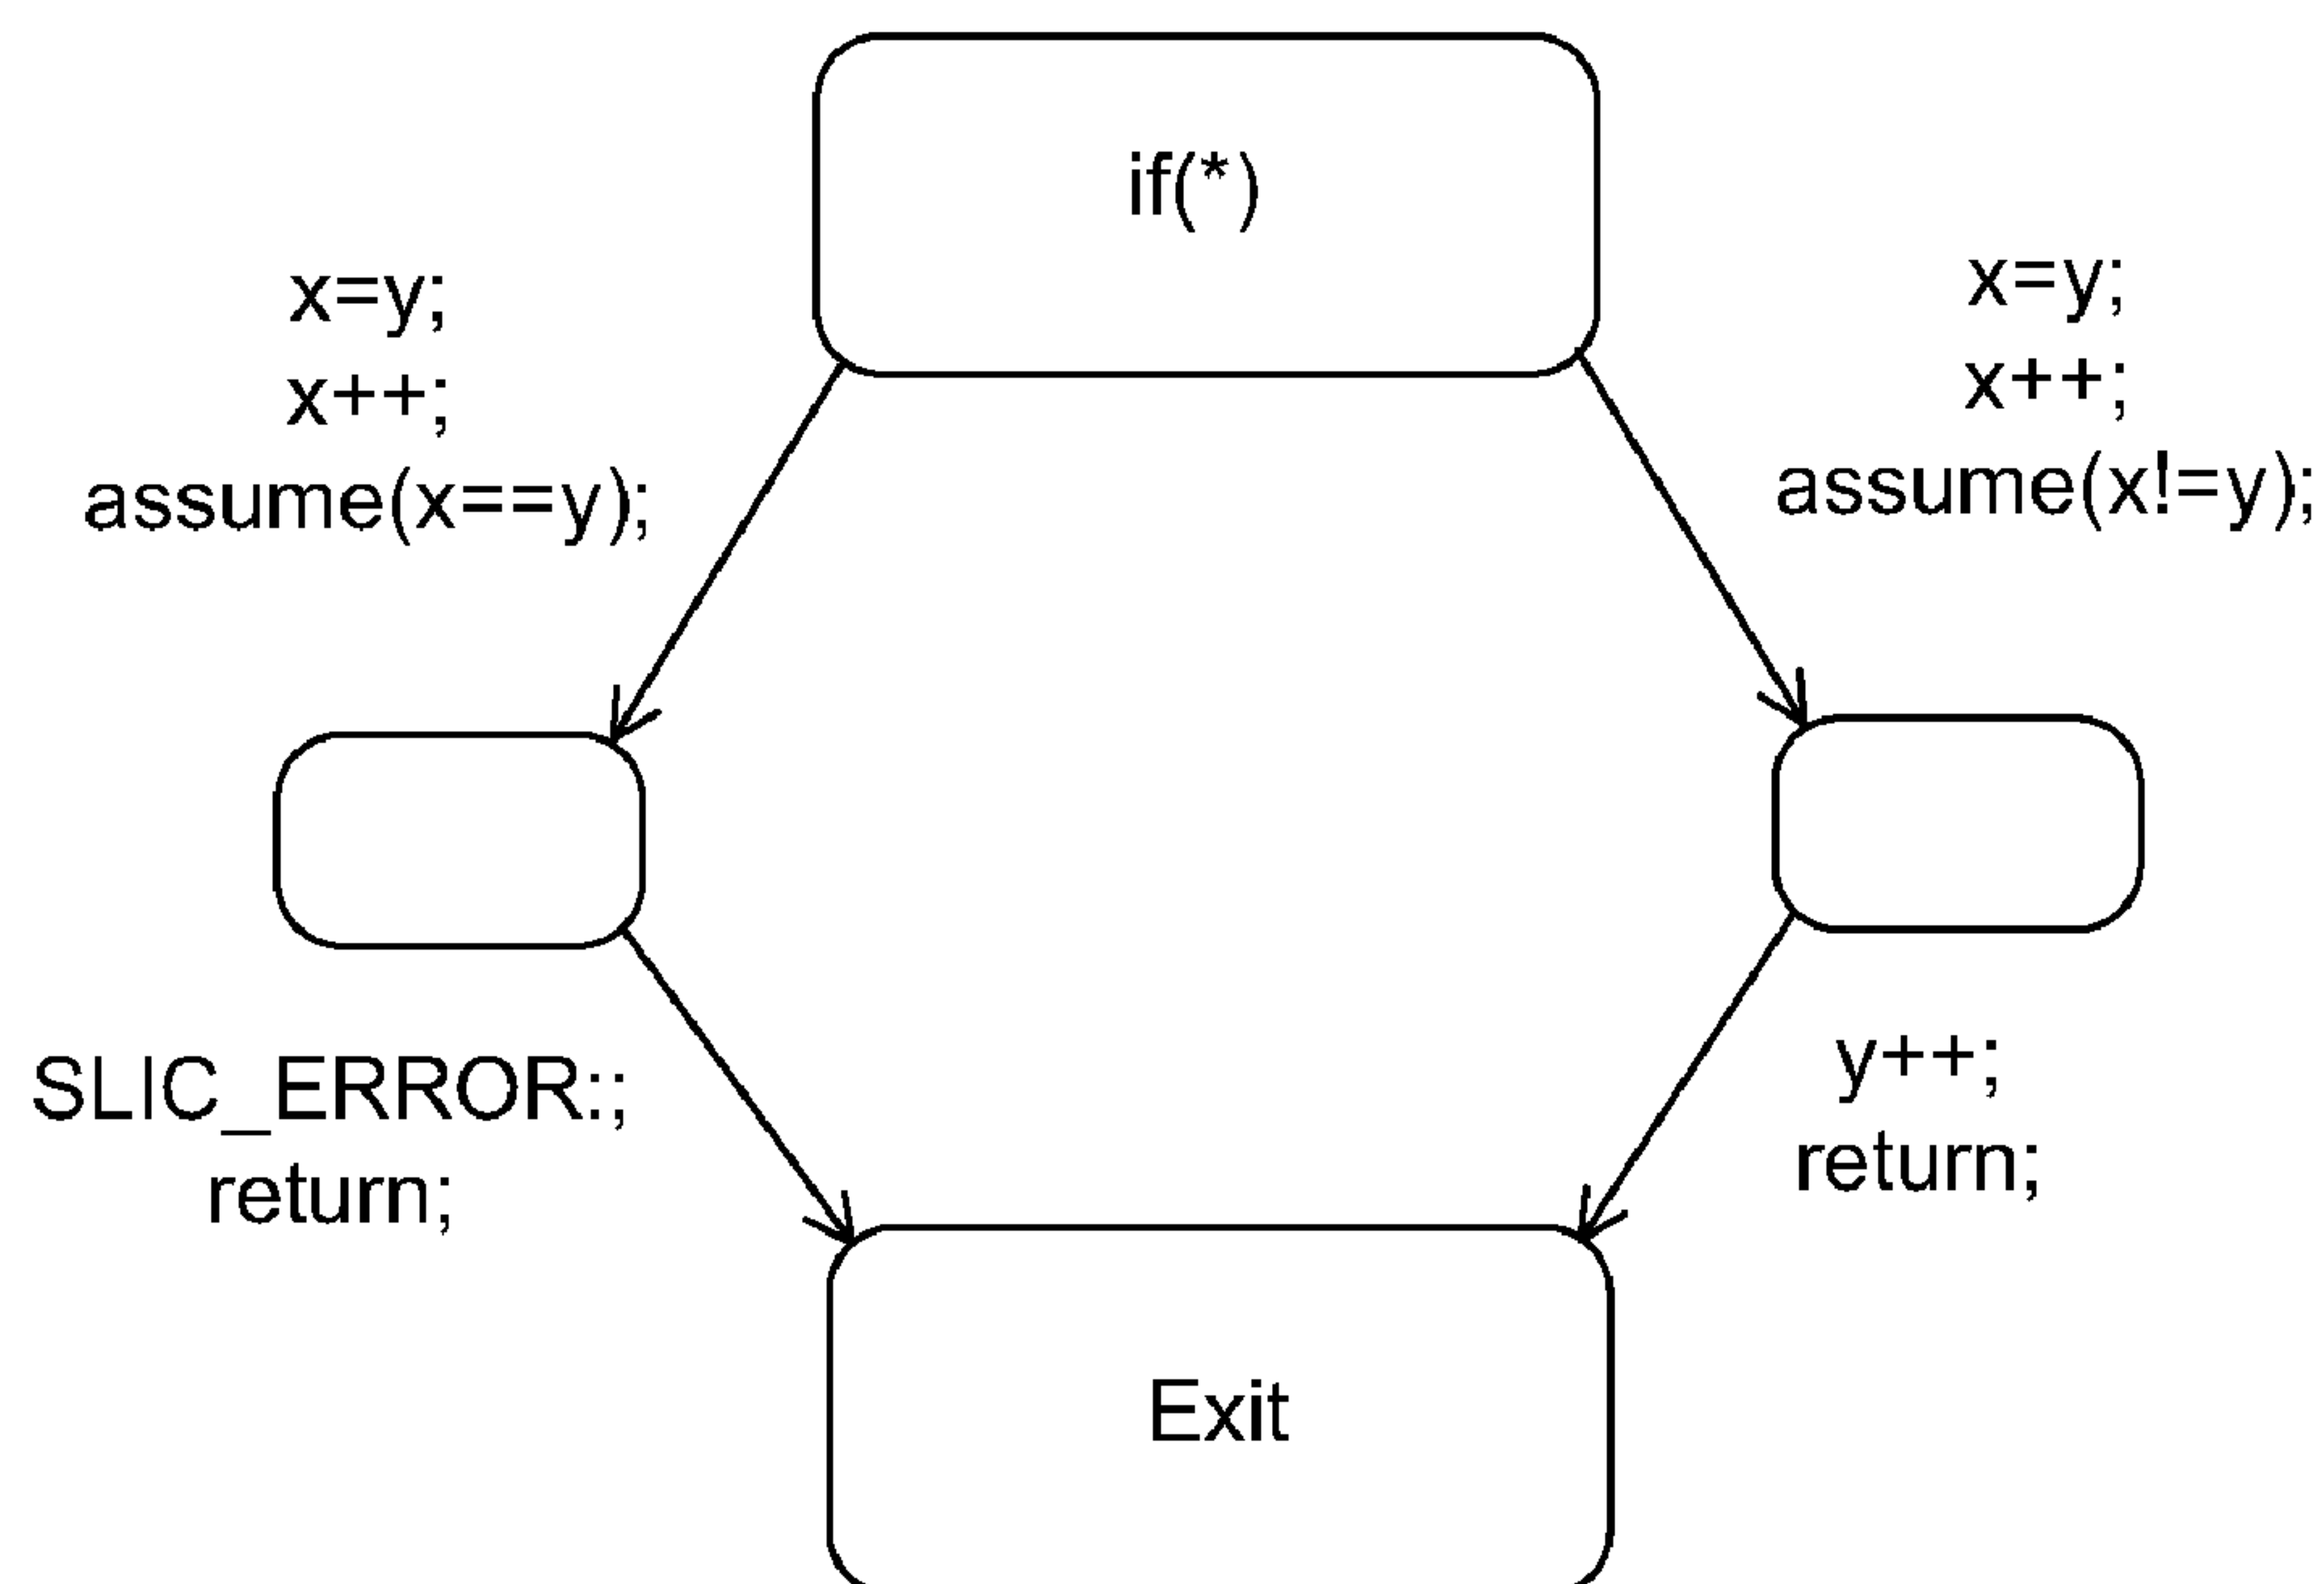 if(*)
x=y;
x++;
assume(x==y);
x=y;
x++;
assume(x!=y);
SLIC_ERROR:;
return;
y++;
return;
Exit